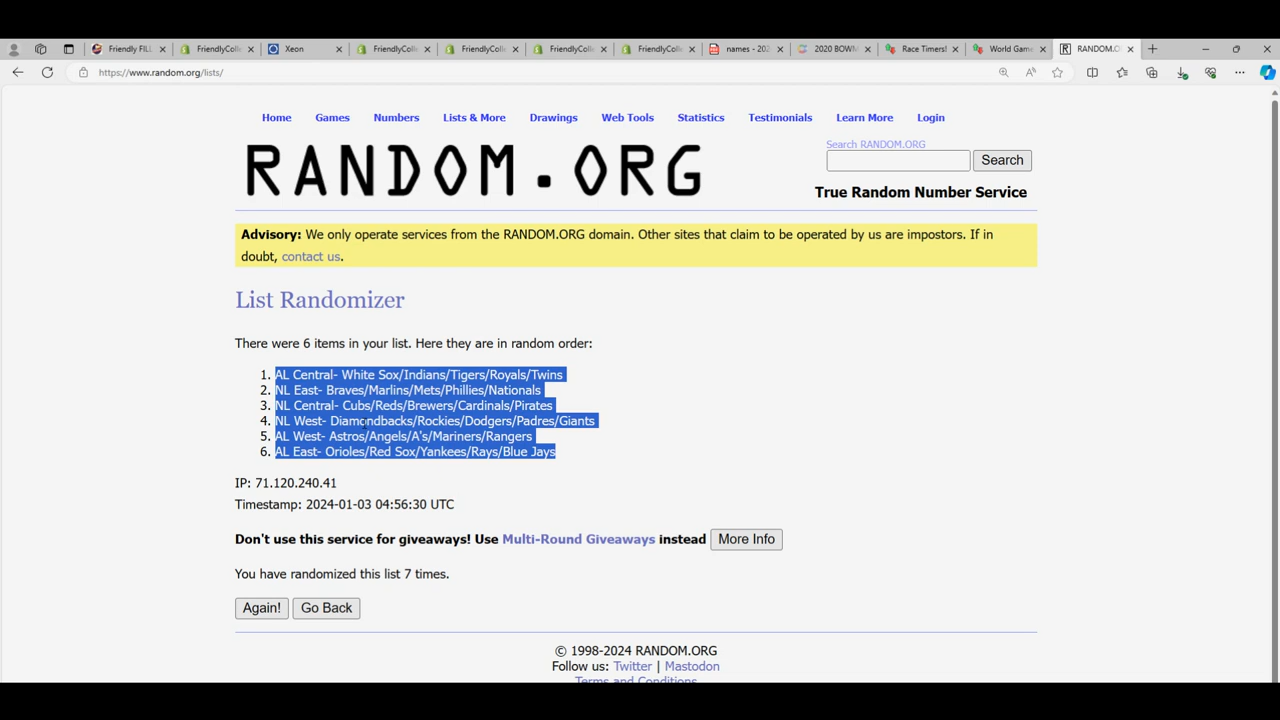 Friendly FILL
FriendlyColle
Xeon
FriendlyColle
FriendlyColle
FriendlyColle
FriendlyColle
names - 202
2020 BOWM
Race Timers!
World Game
RANDOM.O
https://www.random.org/lists/
Home Games Numbers Lists & More Drawings Web Tools Statistics Testimonials Learn More Login
RANDOM.ORG
Search RANDOM.ORG
Search
True Random Number Service
Advisory: We only operate services from the RANDOM.ORG domain. Other sites that claim to be operated by us are impostors. If in
doubt, contact us.
List Randomizer
There were 6 items in your list. Here they are in random order:
1. AL Central- White Sox/Indians/Tigers/Royals/Twins
2. NL East- Braves/Marlins/Mets/Phillies/Nationals
3. NL Central- Cubs/Reds/Brewers/Cardinals/Pirates
4. NL West- Diamondbacks/Rockies/Dodgers/Padres/Giants
5. AL West- Astros/Angels/A's/Mariners/Rangers
6. AL East- Orioles/Red Sox/Yankees/Rays/Blue Jays
IP: 71.120.240.41
Timestamp: 2024-01-03 04:56:30 UTC
Don't use this service for giveaways! Use Multi-Round Giveaways instead More Info
You have randomized this list 7 times.
Again! Go Back
© 1998-2024 RANDOM.ORG
Follow us: Twitter | Mastodon
Terms and Conditions